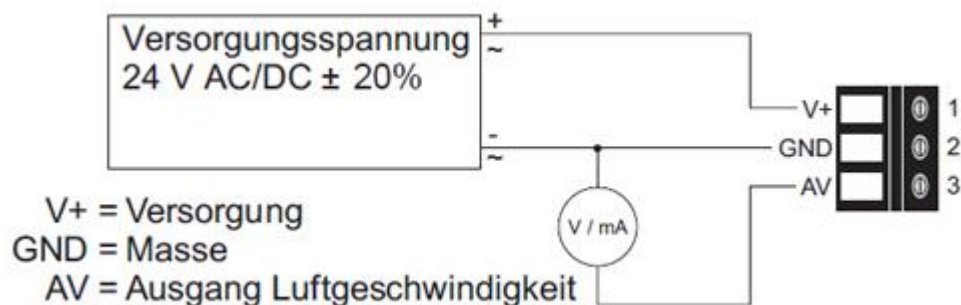 Versorgungsspannung
24 V AC/DC ± 20%
+
~
-
~
V+
1
GND
2
AV
3
V / mA
V+ = Versorgung
GND = Masse
AV = Ausgang Luftgeschwindigkeit